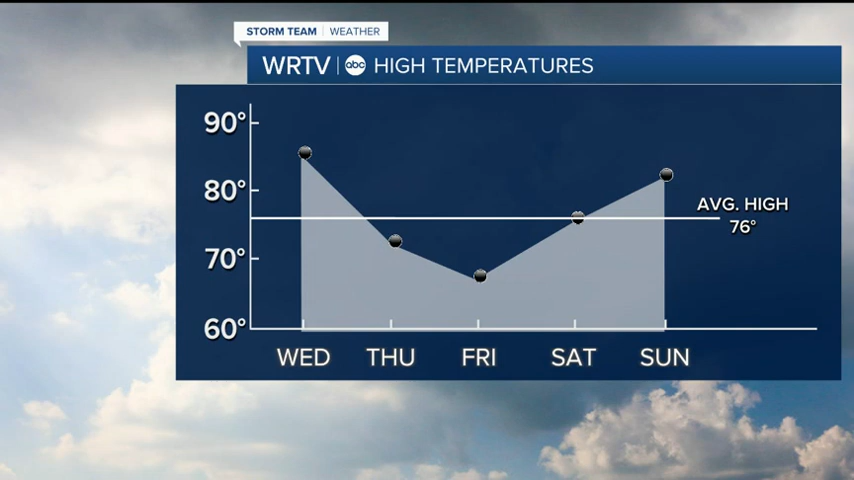 STORM TEAM | WEATHER
WRTV | abc HIGH TEMPERATURES
90°
80°
AVG. HIGH
76°
70°
60°
WED THU FRI SAT SUN